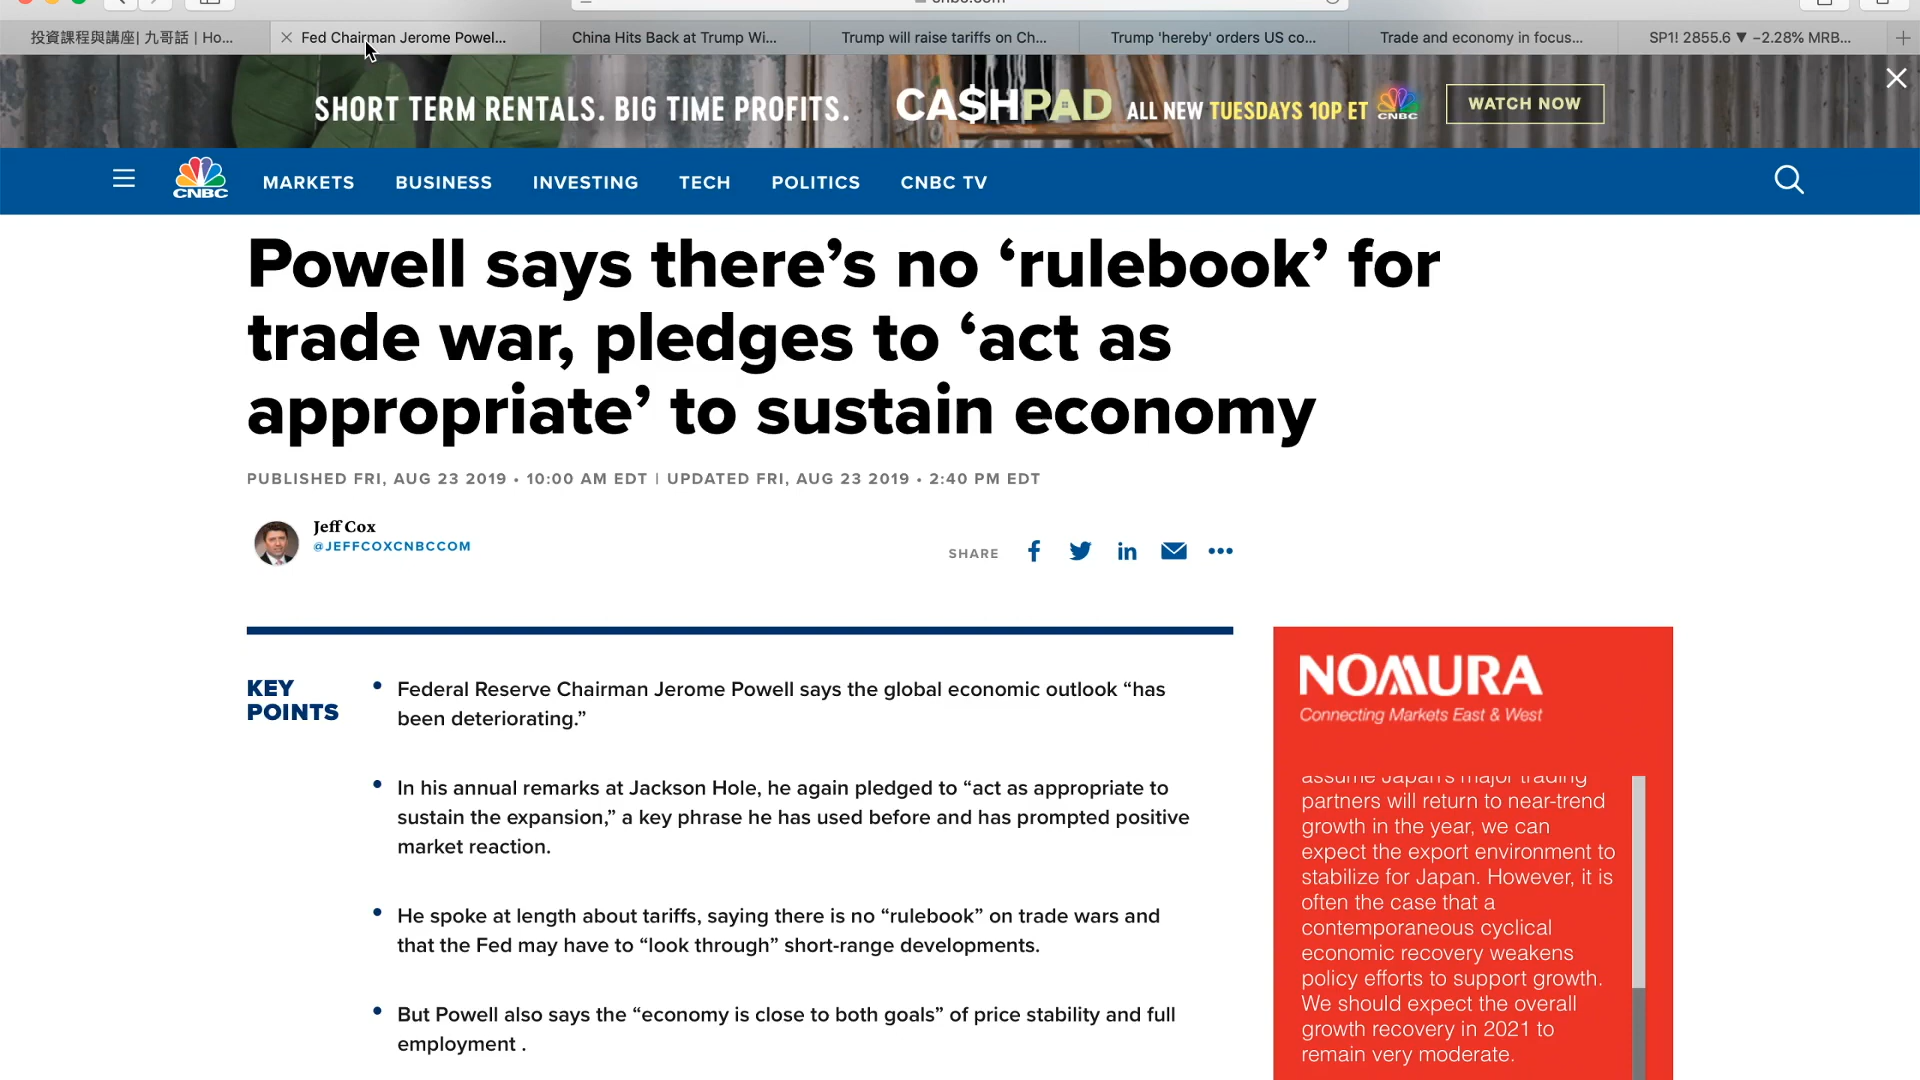 投資課程與講座| 九哥話 | Ho...
Fed Chairman Jerome Powel...
China Hits Back at Trump Wi...
Trump will raise tariffs on Ch...
Trump 'hereby' orders US co...
Trade and economy in focus...
SP1! 2855.6 ▼ −2.28% MRB...
SHORT TERM RENTALS. BIG TIME PROFITS.
CA$HPAD
ALL NEW TUESDAYS 10P ET
CNBC
WATCH NOW
CNBC
MARKETS
BUSINESS
INVESTING
TECH
POLITICS
CNBC TV
Powell says there’s no ‘rulebook’ for
trade war, pledges to ‘act as
appropriate’ to sustain economy
PUBLISHED FRI, AUG 23 2019 • 10:00 AM EDT | UPDATED FRI, AUG 23 2019 • 2:40 PM EDT
Jeff Cox
@JEFFCOXCNBCCOM
SHARE
KEY
POINTS
• Federal Reserve Chairman Jerome Powell says the global economic outlook “has
been deteriorating.”
• In his annual remarks at Jackson Hole, he again pledged to “act as appropriate to
sustain the expansion,” a key phrase he has used before and has prompted positive
market reaction.
• He spoke at length about tariffs, saying there is no “rulebook” on trade wars and
that the Fed may have to “look through” short-range developments.
• But Powell also says the “economy is close to both goals” of price stability and full
employment .
NOMURA
Connecting Markets East & West
assume Japan's major trading
partners will return to near-trend
growth in the year, we can
expect the export environment to
stabilize for Japan. However, it is
often the case that a
contemporaneous cyclical
economic recovery weakens
policy efforts to support growth.
We should expect the overall
growth recovery in 2021 to
remain very moderate.